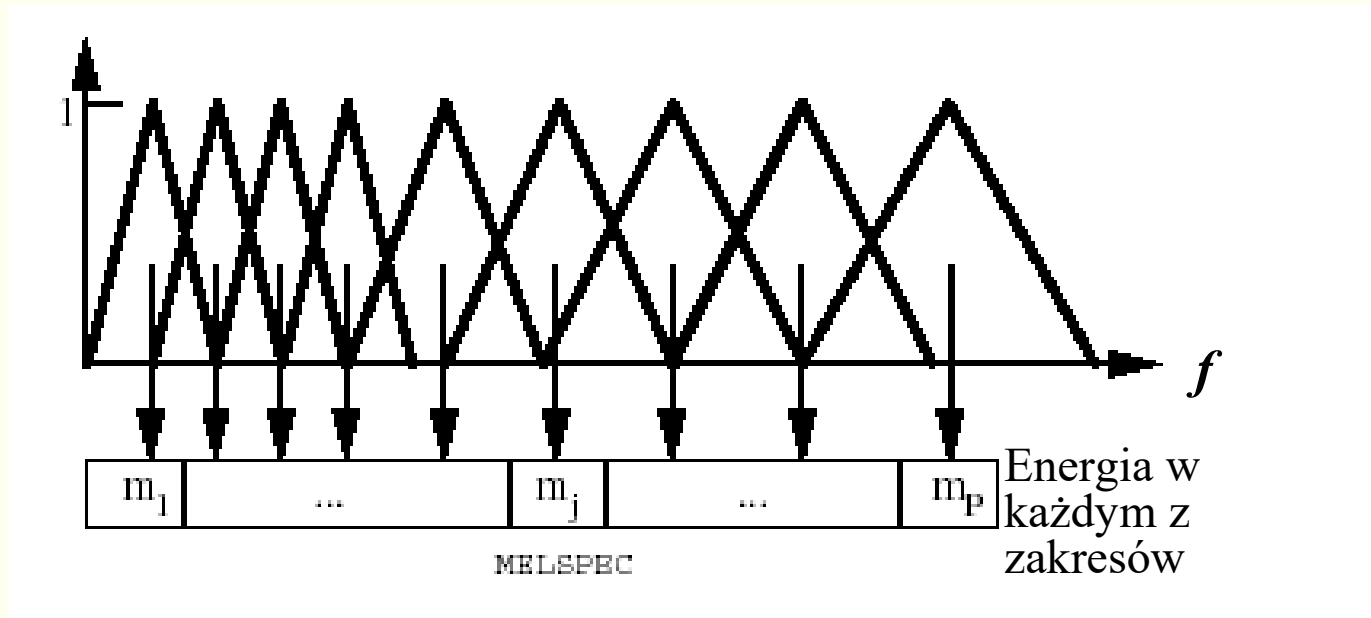 1
f
m1 ... mj ... mp
Energia w
każdym z
zakresów
MELSPEC